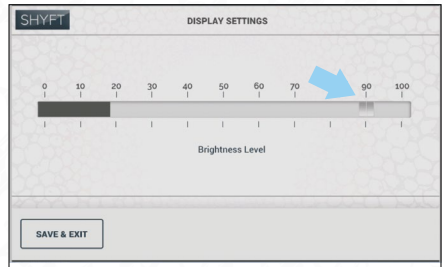 SHYFT
DISPLAY SETTINGS
0 10 20 30 40 50 60 70 90 100
Brightness Level
SAVE & EXIT